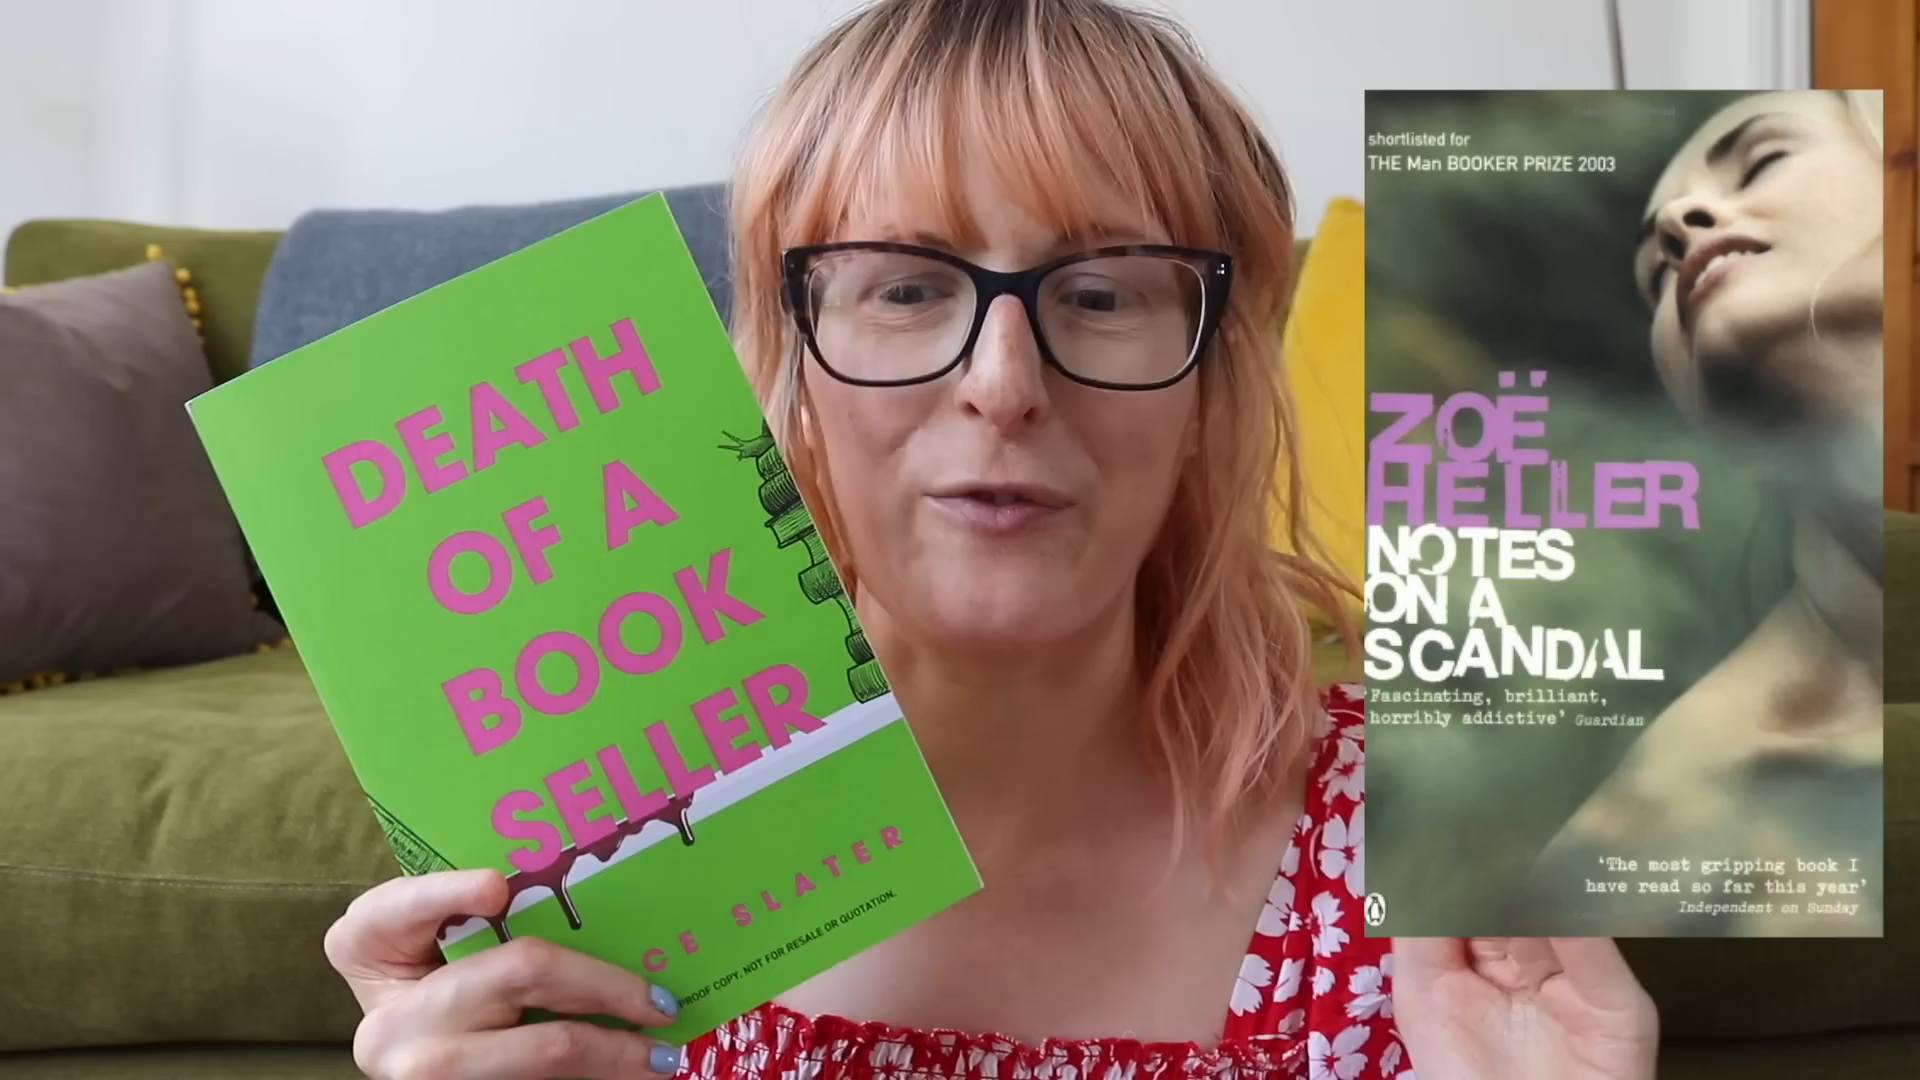 DEATH
OF A
BOOK
SELLER
CE SLATER
PROOF COPY. NOT FOR RESALE OR QUOTATION.
shortlisted for
THE Man BOOKER PRIZE 2003
ZOË
HELLER
NOTES
ON A
SCANDAL
'Fascinating, brilliant,
horribly addictive' Guardian
'The most gripping book I
have read so far this year'
Independent on Sunday